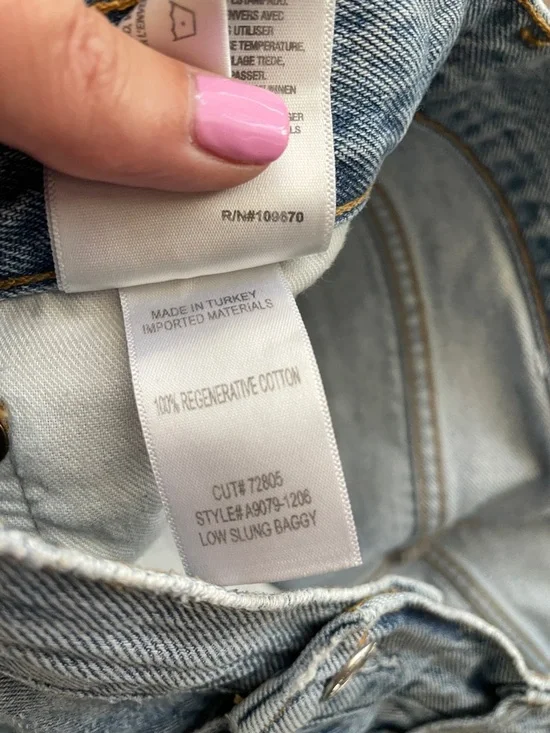 NVERS AVEC
UTILISER
TEMPERATURE,
LAGE TIEDE,
R/N#109670
MADE IN TURKEY
IMPORTED MATERIALS
100% REGENERATIVE COTTON
CUT# 72805
STYLE# A9079-1206
LOW SLUNG BAGGY